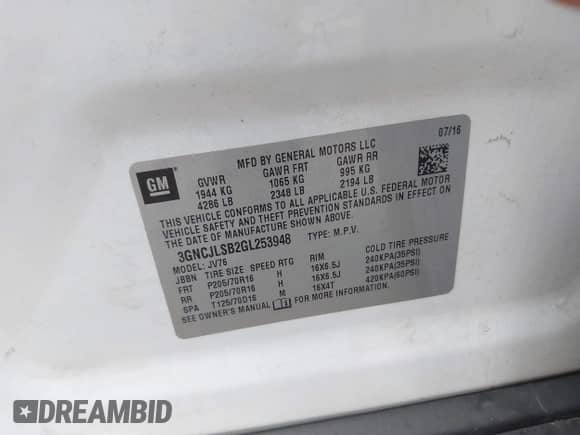 MFD BY GENERAL MOTORS LLC 07/16
GM GVWR GAWR FRT GAWR RR
1944 KG 1065 KG 995 KG
4286 LB 2348 LB 2194 LB
THIS VEHICLE CONFORMS TO ALL APPLICABLE U.S. FEDERAL MOTOR
VEHICLE SAFETY AND THEFT PREVENTION STANDARDS IN EFFECT ON
THE DATE OF MANUFACTURE SHOWN ABOVE.
3GNCJLSB2GL253948 TYPE: M.P.V.
MODEL: JV76
JBBN TIRE SIZE SPEED RTG RIM COLD TIRE PRESSURE
FRT P205/70R16 H 16X6.5J 240KPA(35PSI)
RR P205/70R16 H 16X6.5J 240KPA(35PSI)
SPA T125/70D16 M 16X4T 420KPA(60PSI)
SEE OWNER'S MANUAL FOR MORE INFORMATION.
DREAMBID